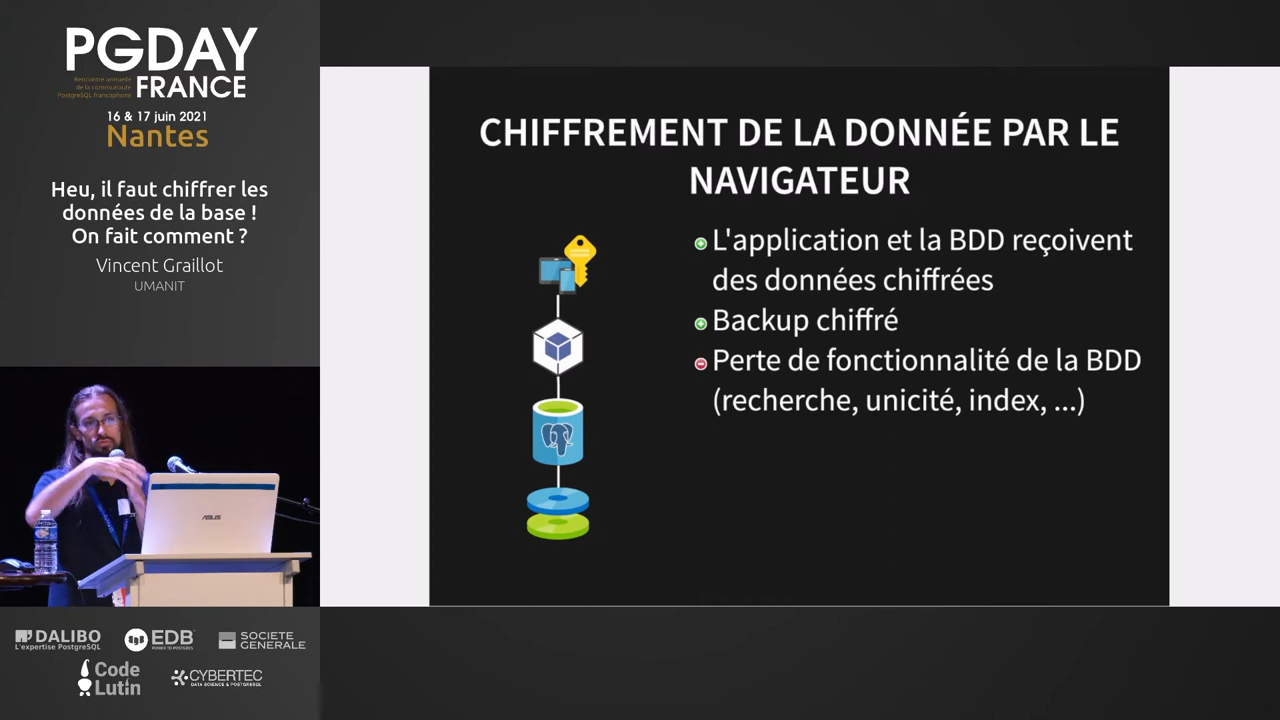 PGDAY
Rencontre annuelle
de la communauté
PostgreSQL francophone
FRANCE
16 & 17 juin 2021
Nantes
Heu, il faut chiffrer les
données de la base !
On fait comment ?
Vincent Graillot
UMANIT
CHIFFREMENT DE LA DONNÉE PAR LE
NAVIGATEUR
L'application et la BDD reçoivent
des données chiffrées
Backup chiffré
Perte de fonctionnalité de la BDD
(recherche, unicité, index, ...)
ASUS
DALIBO
L'expertise PostgreSQL
EDB
POWER TO POSTGRES
SOCIETE
GENERALE
Code
Lutin
CYBERTEC
DATA SCIENCE & POSTGRESQL